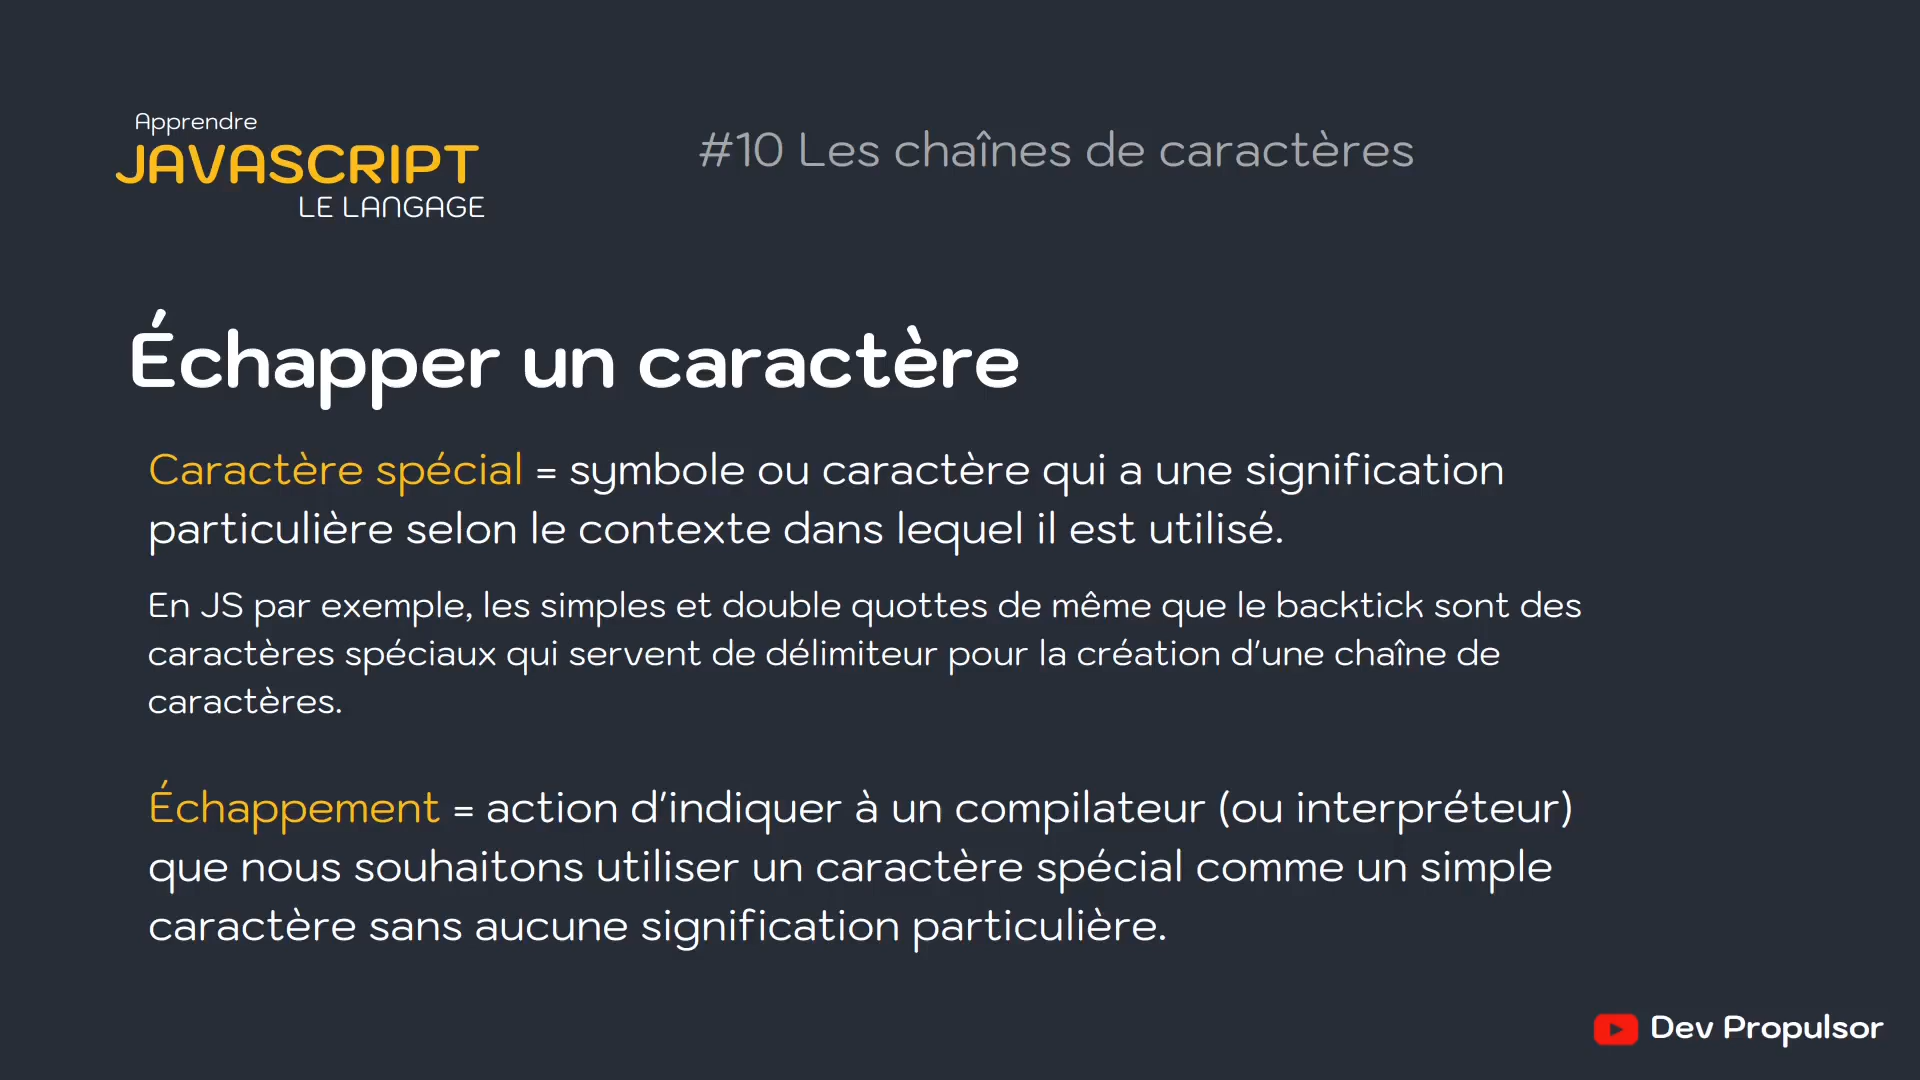 Apprendre
JAVASCRIPT
LE LANGAGE
#10 Les chaînes de caractères
Échapper un caractère
Caractère spécial = symbole ou caractère qui a une signification
particulière selon le contexte dans lequel il est utilisé.
En JS par exemple, les simples et double quottes de même que le backtick sont des
caractères spéciaux qui servent de délimiteur pour la création d'une chaîne de
caractères.
Échappement = action d'indiquer à un compilateur (ou interpréteur)
que nous souhaitons utiliser un caractère spécial comme un simple
caractère sans aucune signification particulière.
Dev Propulsor